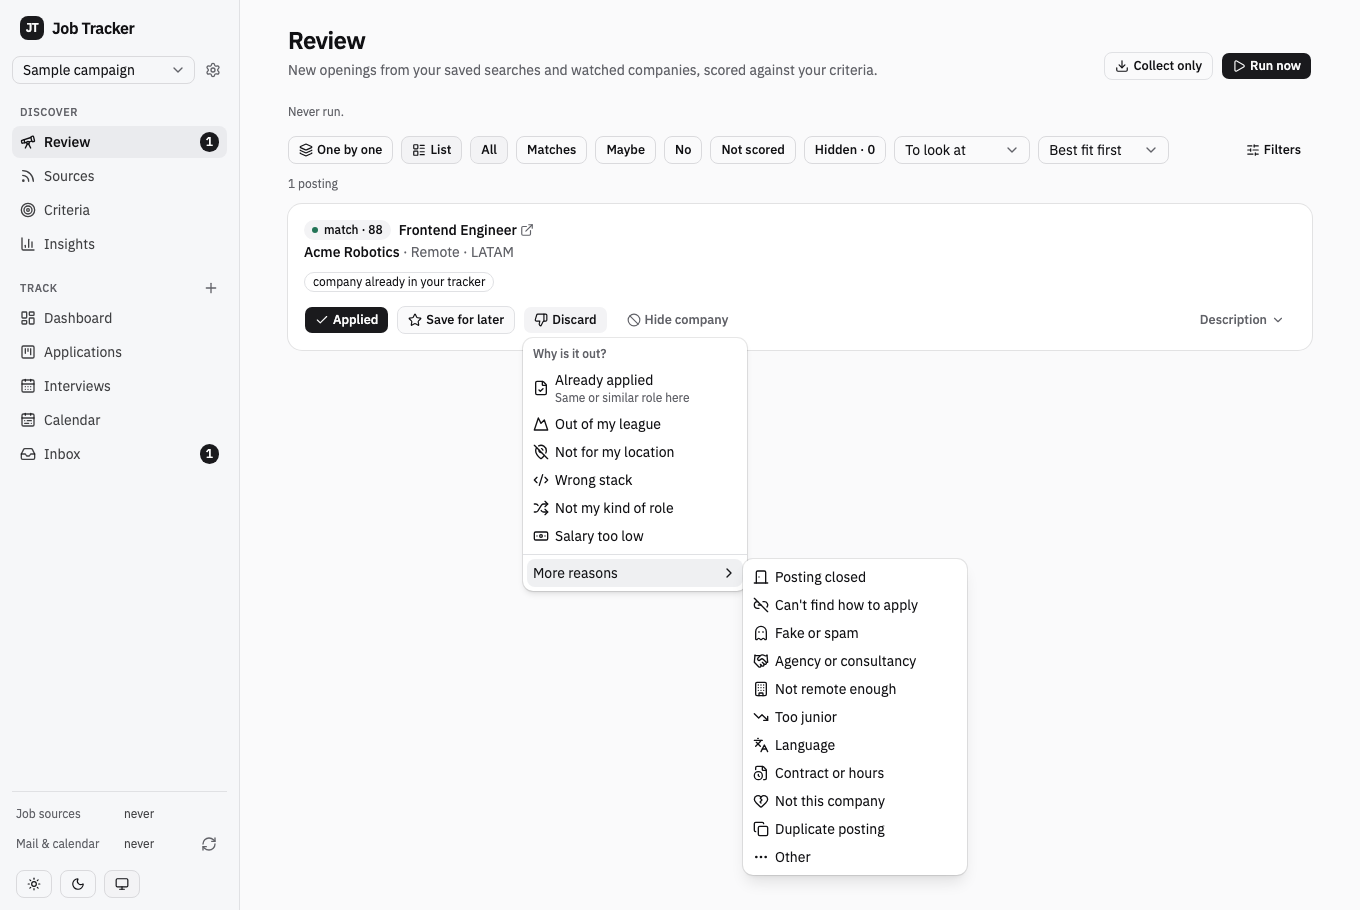 JT Job Tracker
Sample campaign
DISCOVER
Review 1
Sources
Criteria
Insights
TRACK
Dashboard
Applications
Interviews
Calendar
Inbox 1
Job sources never
Mail & calendar never
Review
New openings from your saved searches and watched companies, scored against your criteria.
Collect only Run now
Never run.
One by one List All Matches Maybe No Not scored Hidden · 0 To look at Best fit first Filters
1 posting
match · 88 Frontend Engineer
Acme Robotics · Remote · LATAM
company already in your tracker
Applied Save for later Discard Hide company Description
Why is it out?
Already applied
Same or similar role here
Out of my league
Not for my location
Wrong stack
Not my kind of role
Salary too low
More reasons
Posting closed
Can't find how to apply
Fake or spam
Agency or consultancy
Not remote enough
Too junior
Language
Contract or hours
Not this company
Duplicate posting
Other